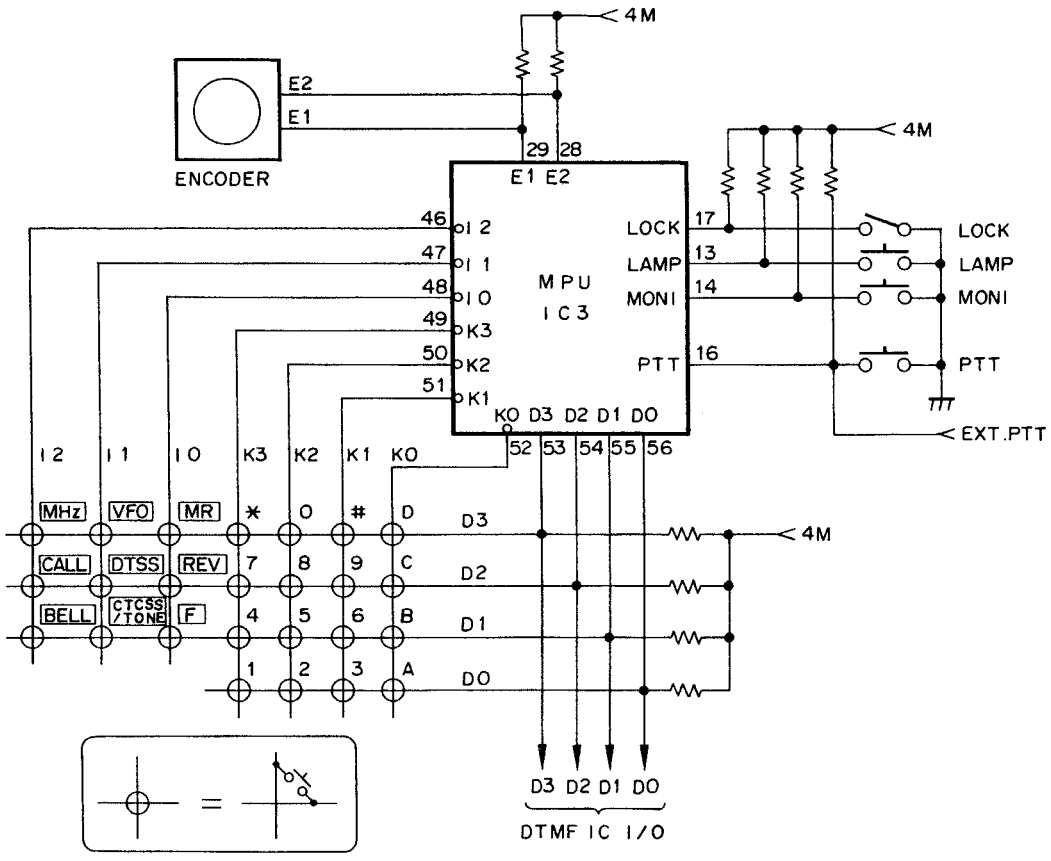 4M
E2
E1
ENCODER
29 28
E1 E2
4M
46 I2
47 I1
48 I0
49 K3
50 K2
51 K1
MPU
IC3
LOCK 17 LOCK
LAMP 13 LAMP
MONI 14 MONI
PTT 16 PTT
K0 D3 D2 D1 D0
52 53 54 55 56
EXT.PTT
I2 I1 I0 K3 K2 K1 K0
MHz VFO MR * 0 # D D3
4M
CALL DTSS REV 7 8 9 C D2
BELL CTCSS/TONE F 4 5 6 B D1
1 2 3 A D0
=
D3 D2 D1 D0
DTMF IC I/O